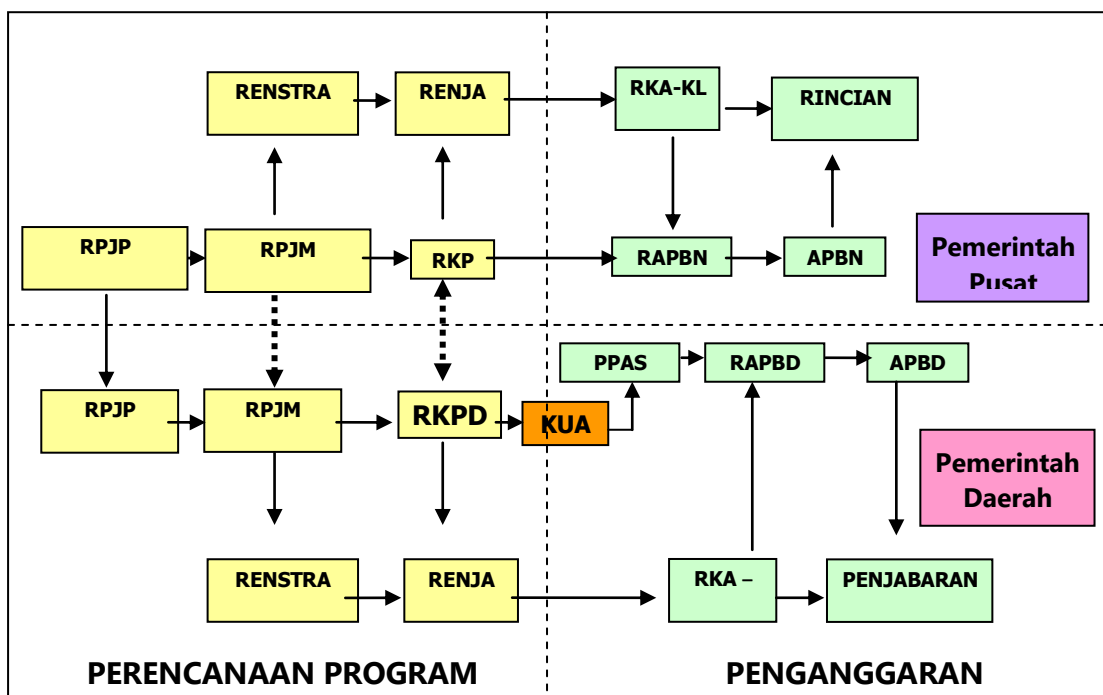 RENSTRA
RENJA
RKA-KL
RINCIAN
RPJP
RPJM
RKP
RAPBN
APBN
Pemerintah
Pusat
PPAS
RAPBD
APBD
RPJP
RPJM
RKPD
KUA
Pemerintah
Daerah
RENSTRA
RENJA
RKA –
PENJABARAN
PERENCANAAN PROGRAM
PENGANGGARAN